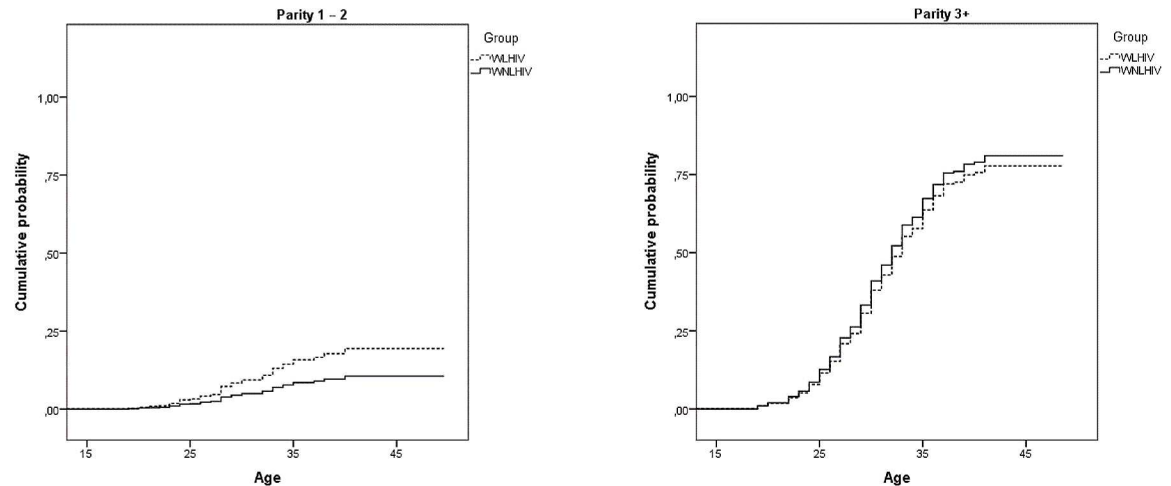 Parity 1 – 2
Group
WLHIV
WNLHIV
1,00
,75
,50
,25
,00
Cumulative probability
15 25 35 45
Age
Parity 3+
Group
WLHIV
WNLHIV
1,00
,75
,50
,25
,00
Cumulative probability
15 25 35 45
Age